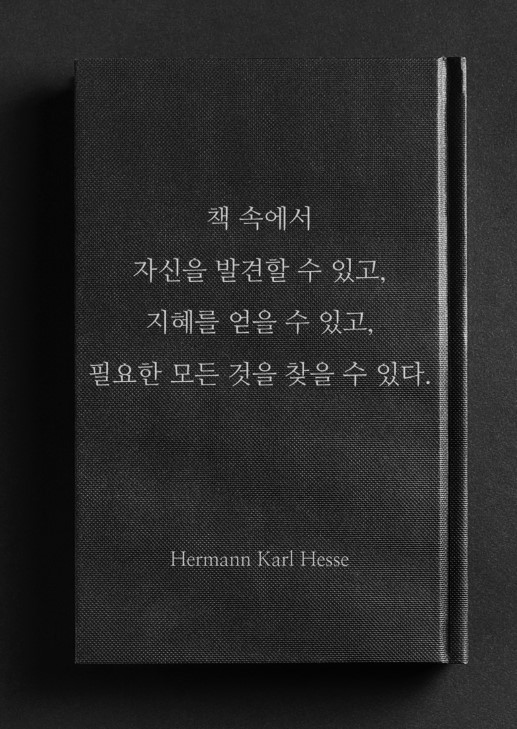 책 속에서
자신을 발견할 수 있고,
지혜를 얻을 수 있고,
필요한 모든 것을 찾을 수 있다.
Hermann Karl Hesse